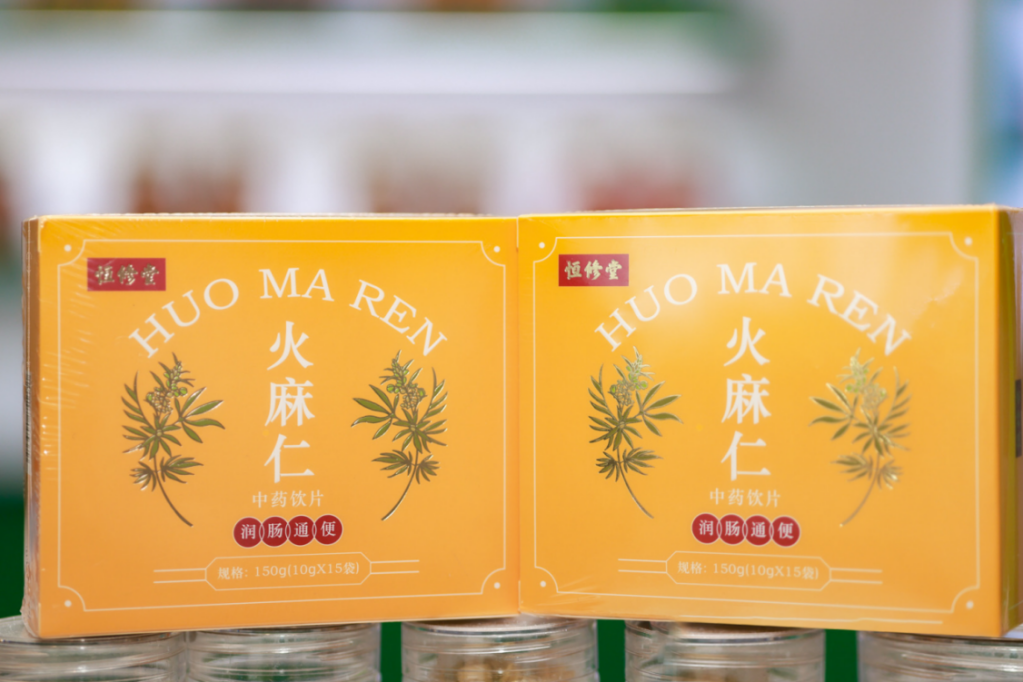 恒修堂
HUO MA REN
火麻仁
中药饮片
润肠通便
规格: 150g(10gX15袋)
恒修堂
HUO MA REN
火麻仁
中药饮片
润肠通便
规格: 150g(10gX15袋)